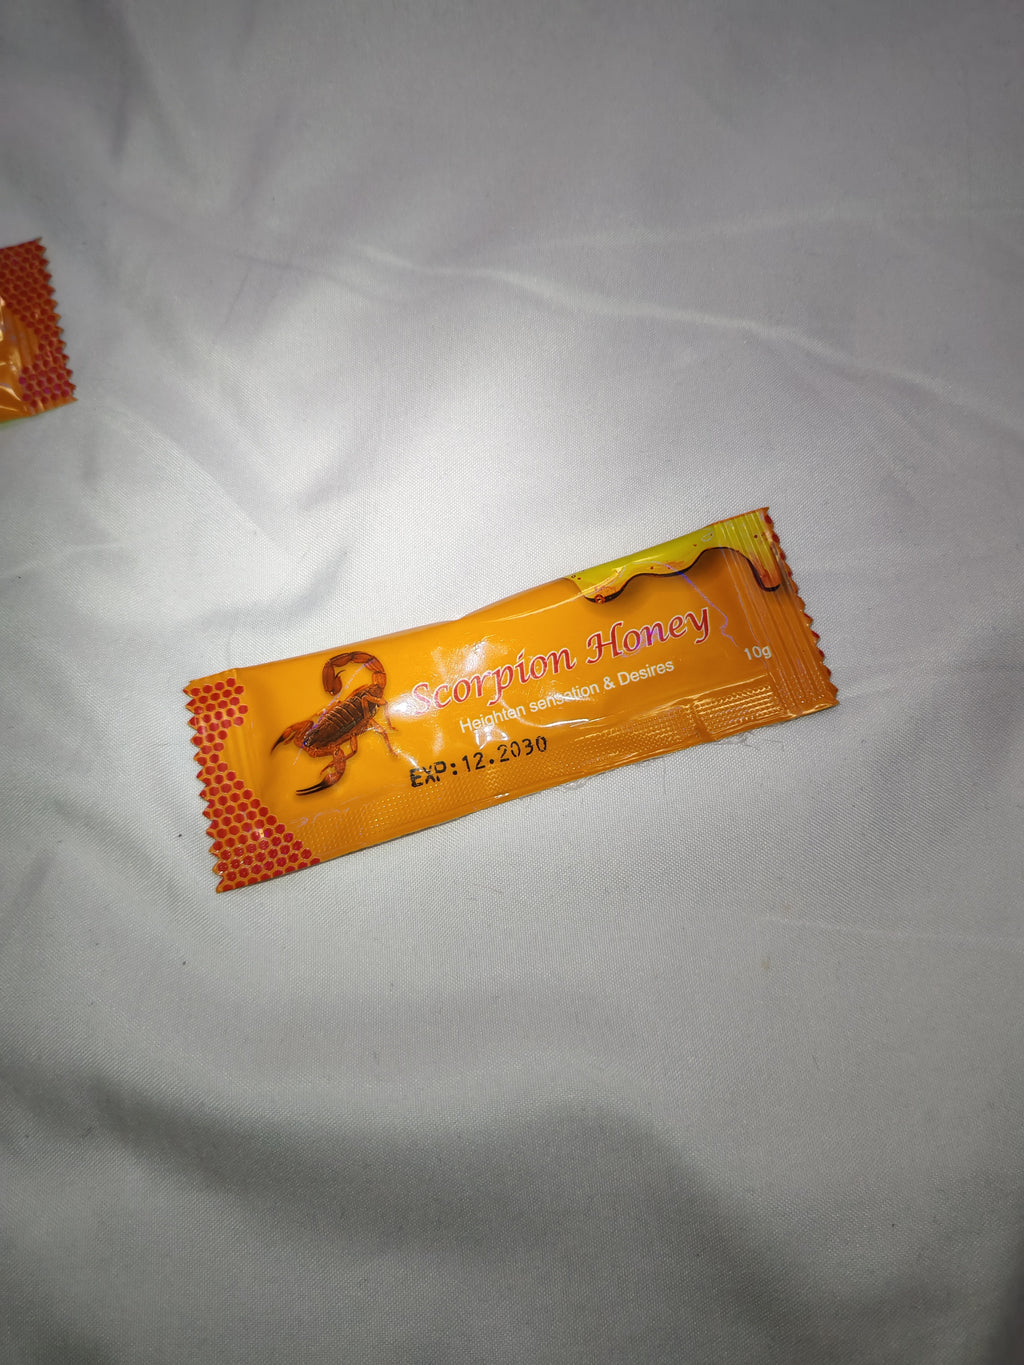 Scorpion Honey
Heighten sensation & Desires
10g
EXP:12.2030